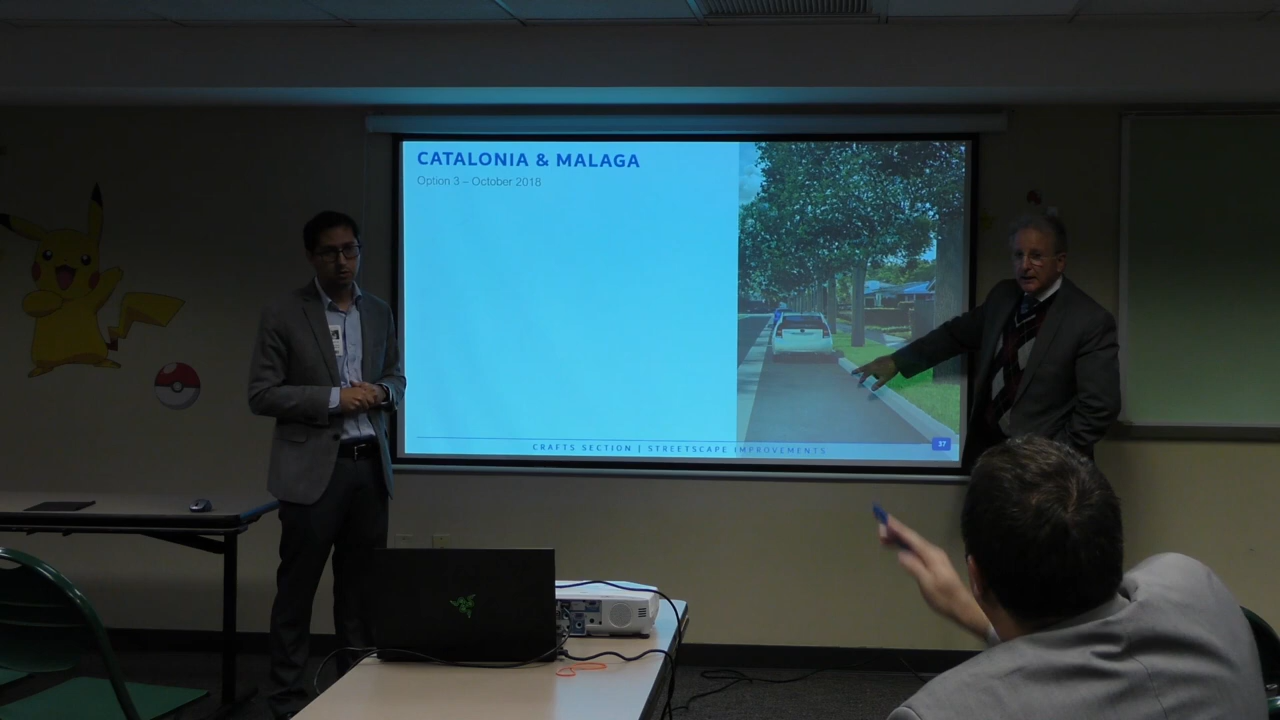 CATALONIA & MALAGA
Option 3 – October 2018
CRAFTS SECTION | STREETSCAPE IMPROVEMENTS
37